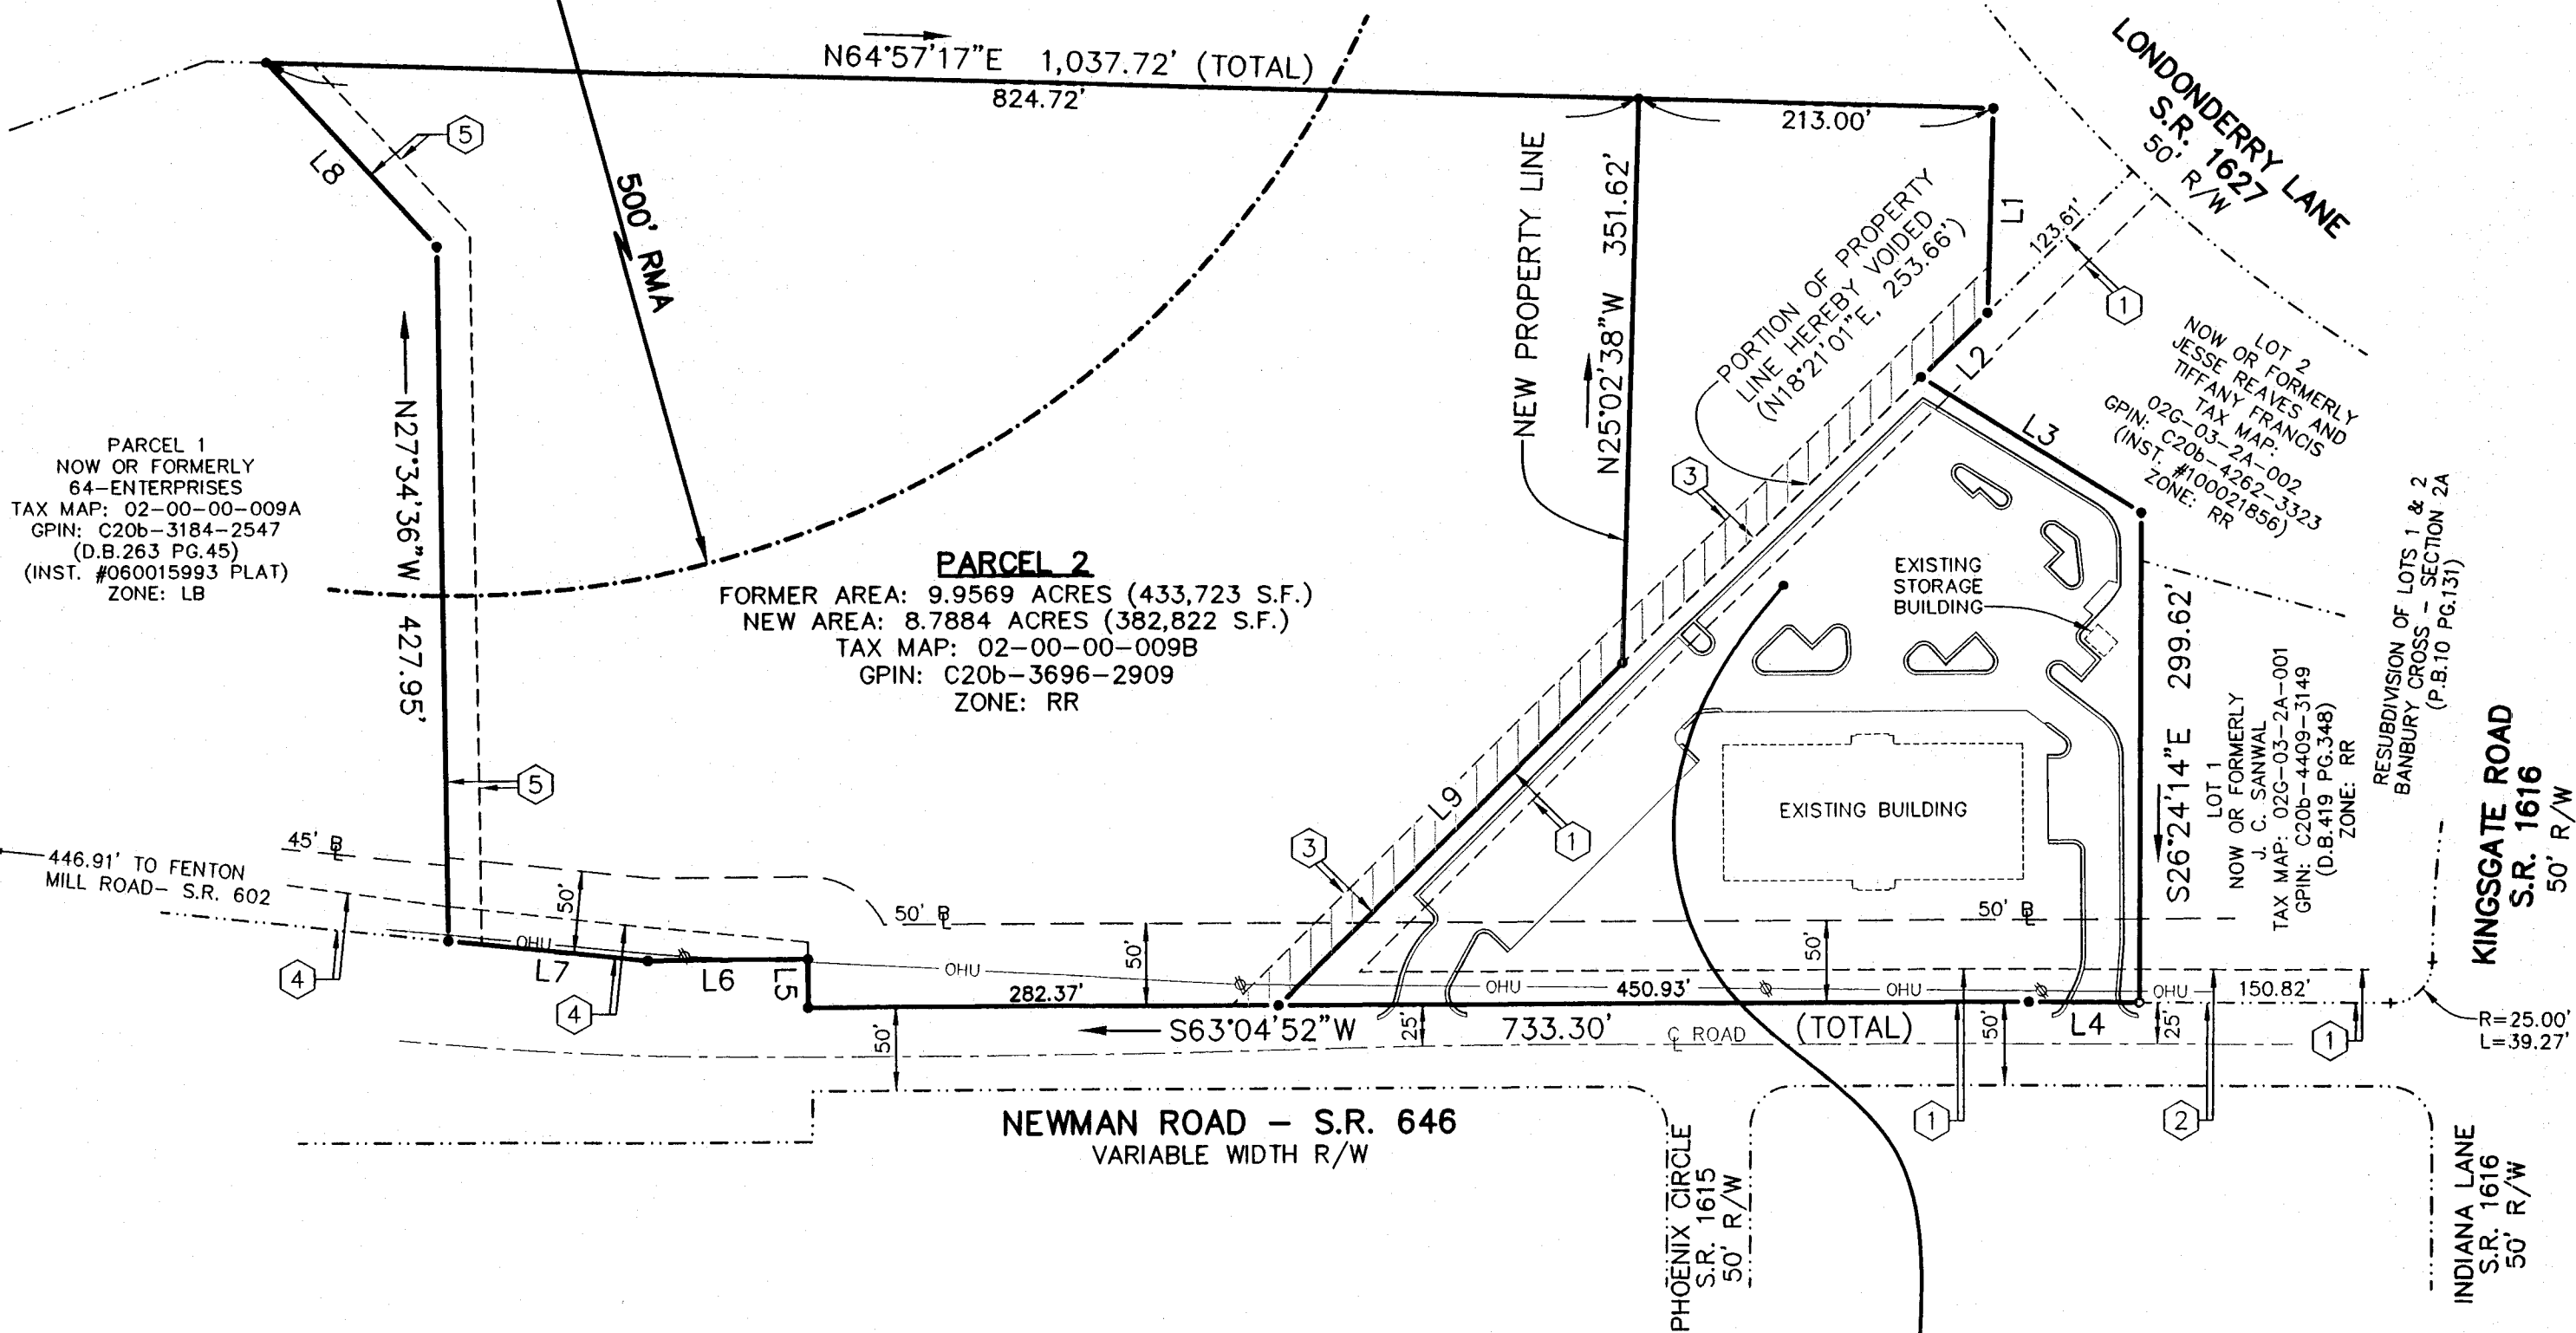 N64°57'17"E 1,037.72' (TOTAL)
824.72'
213.00'
LONDONDERRY LANE
S.R. 1627
50' R/W
5
L8
500' RMA
NEW PROPERTY LINE
N25°02'38"W 351.62'
PORTION OF PROPERTY
LINE HEREBY VOIDED
(N18°21'01"E, 253.66')
L1
123.61'
1
L2
L3
LOT 2
NOW OR FORMERLY
JESSE REAVES AND
TIFFANY FRANCIS
TAX MAP:
02G-03-2A-002
GPIN: C20b-4262-3323
(INST. #100021856)
ZONE: RR
PARCEL 1
NOW OR FORMERLY
64-ENTERPRISES
TAX MAP: 02-00-00-009A
GPIN: C20b-3184-2547
(D.B.263 PG.45)
(INST. #060015993 PLAT)
ZONE: LB
N27°34'36"W 427.95'
5
PARCEL 2
FORMER AREA: 9.9569 ACRES (433,723 S.F.)
NEW AREA: 8.7884 ACRES (382,822 S.F.)
TAX MAP: 02-00-00-009B
GPIN: C20b-3696-2909
ZONE: RR
3
EXISTING
STORAGE
BUILDING
EXISTING BUILDING
S26°24'14"E 299.62'
LOT 1
NOW OR FORMERLY
J. C. SANWAL
TAX MAP: 02G-03-2A-001
GPIN: C20b-4409-3149
(D.B.419 PG.348)
ZONE: RR
RESUBDIVISION OF LOTS 1 & 2
BANBURY CROSS - SECTION 2A
(P.B.10 PG.131)
KINGSGATE ROAD
S.R. 1616
50' R/W
L9
1
3
45' BL
446.91' TO FENTON
MILL ROAD- S.R. 602
50'
50' BL
50'
50' BL
50'
4
OHU
L7
4
L6
L5
OHU
282.37'
OHU
450.93'
OHU
OHU
150.82'
50'
S63°04'52"W
25'
733.30'
CL ROAD
(TOTAL)
50'
L4
25'
1
R=25.00'
L=39.27'
1
2
NEWMAN ROAD - S.R. 646
VARIABLE WIDTH R/W
PHOENIX CIRCLE
S.R. 1615
50' R/W
INDIANA LANE
S.R. 1616
50' R/W